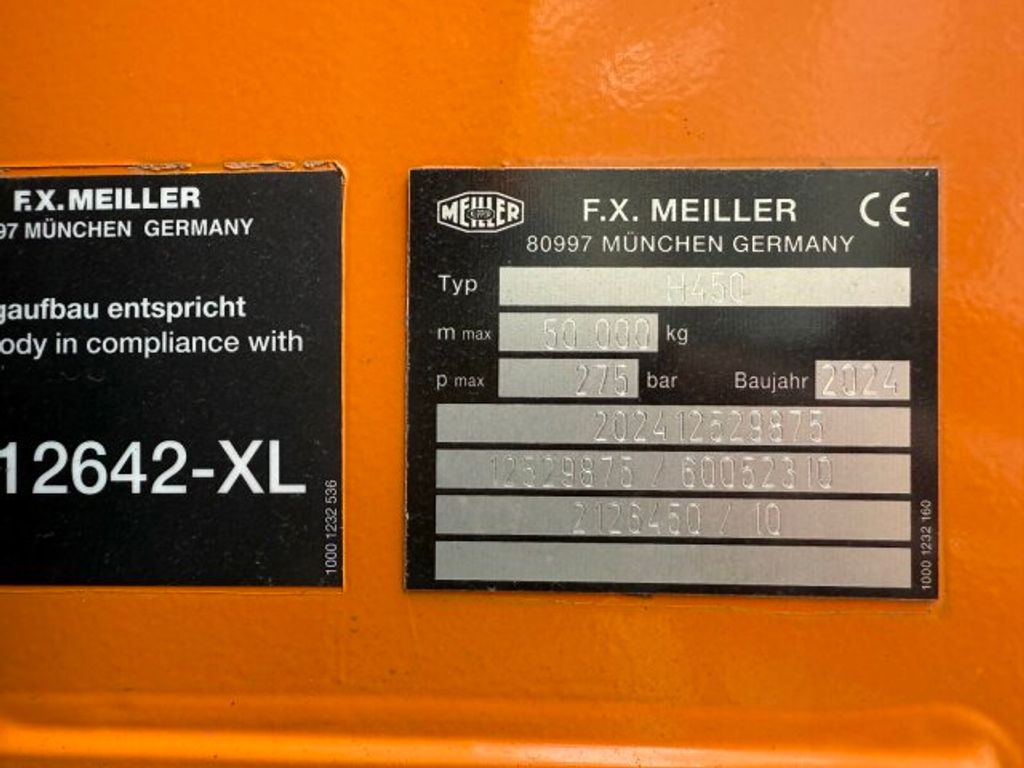 F.X. MEILLER
97 MÜNCHEN GERMANY
gaufbau entspricht
ody in compliance with
12642-XL
1000 1232 536
MEILLER
F.X. MEILLER
CE
80997 MÜNCHEN GERMANY
Typ H450
m max 50 000 kg
p max 275 bar Baujahr 2024
202412529875
12529875 / 60052310
2126450 / 10
1000 1232 160